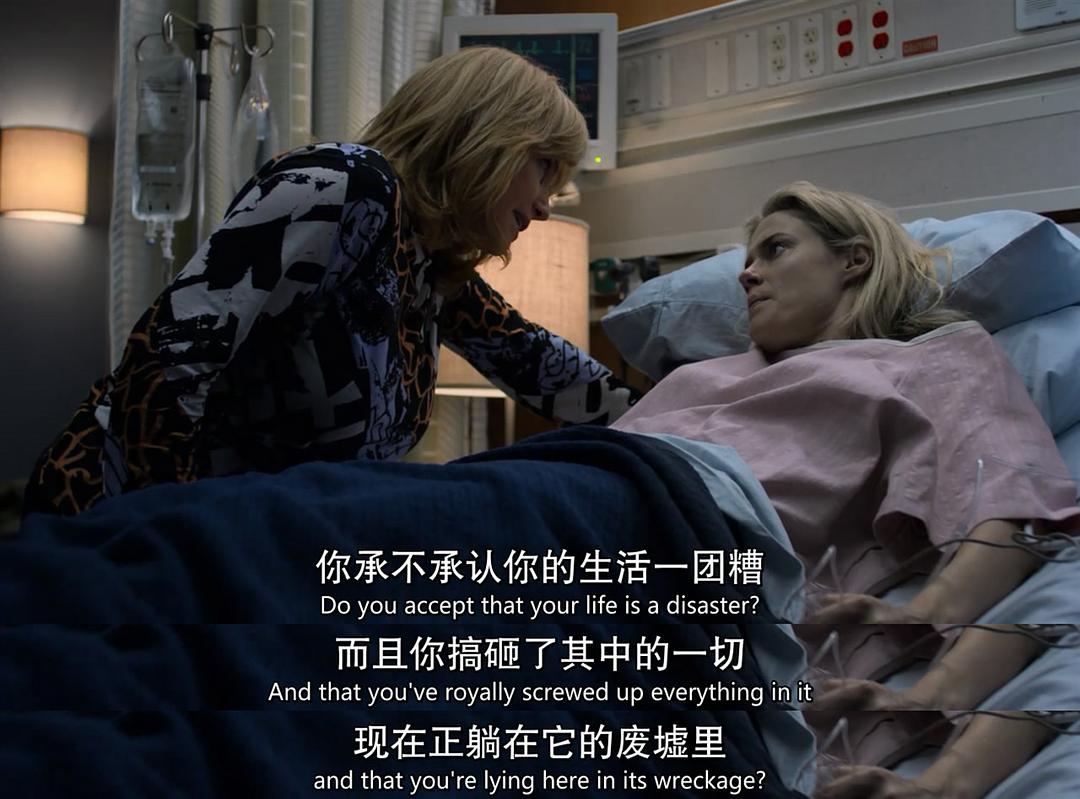 CAUTION
你承不承认你的生活一团糟
Do you accept that your life is a disaster?
而且你搞砸了其中的一切
And that you've royally screwed up everything in it
现在正躺在它的废墟里
and that you're lying here in its wreckage?